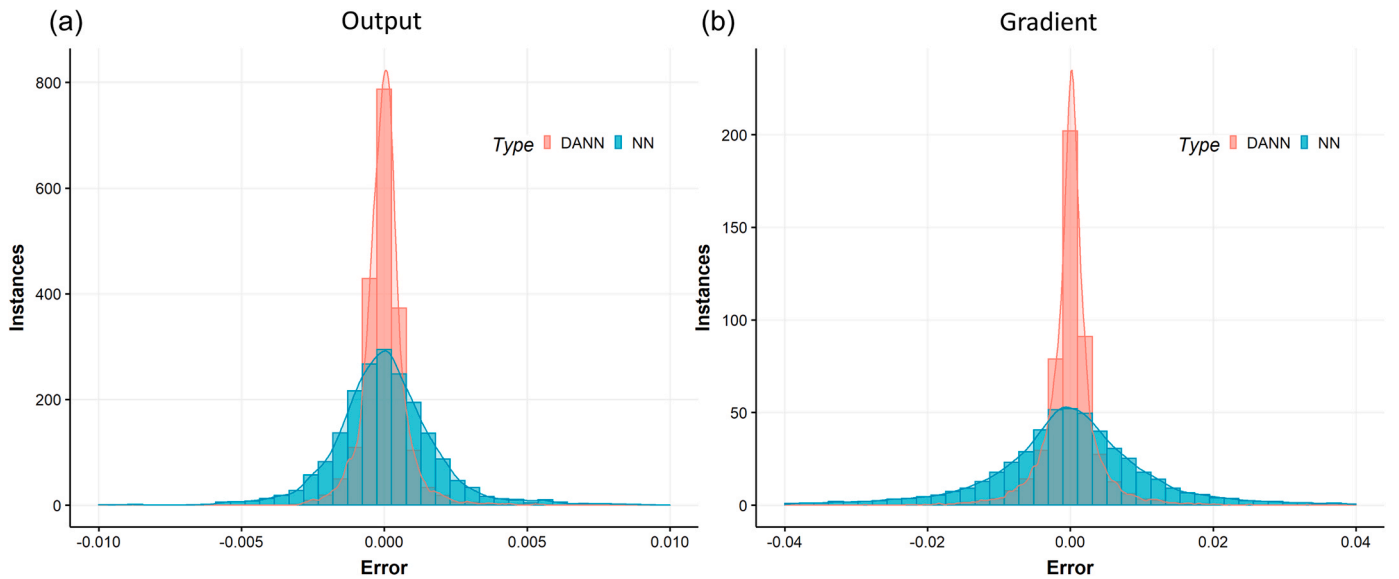 (a)
Output
Instances
800
600
400
200
0
Type DANN NN
-0.010 -0.005 0.000 0.005 0.010
Error
(b)
Gradient
Instances
200
150
100
50
0
Type DANN NN
-0.04 -0.02 0.00 0.02 0.04
Error